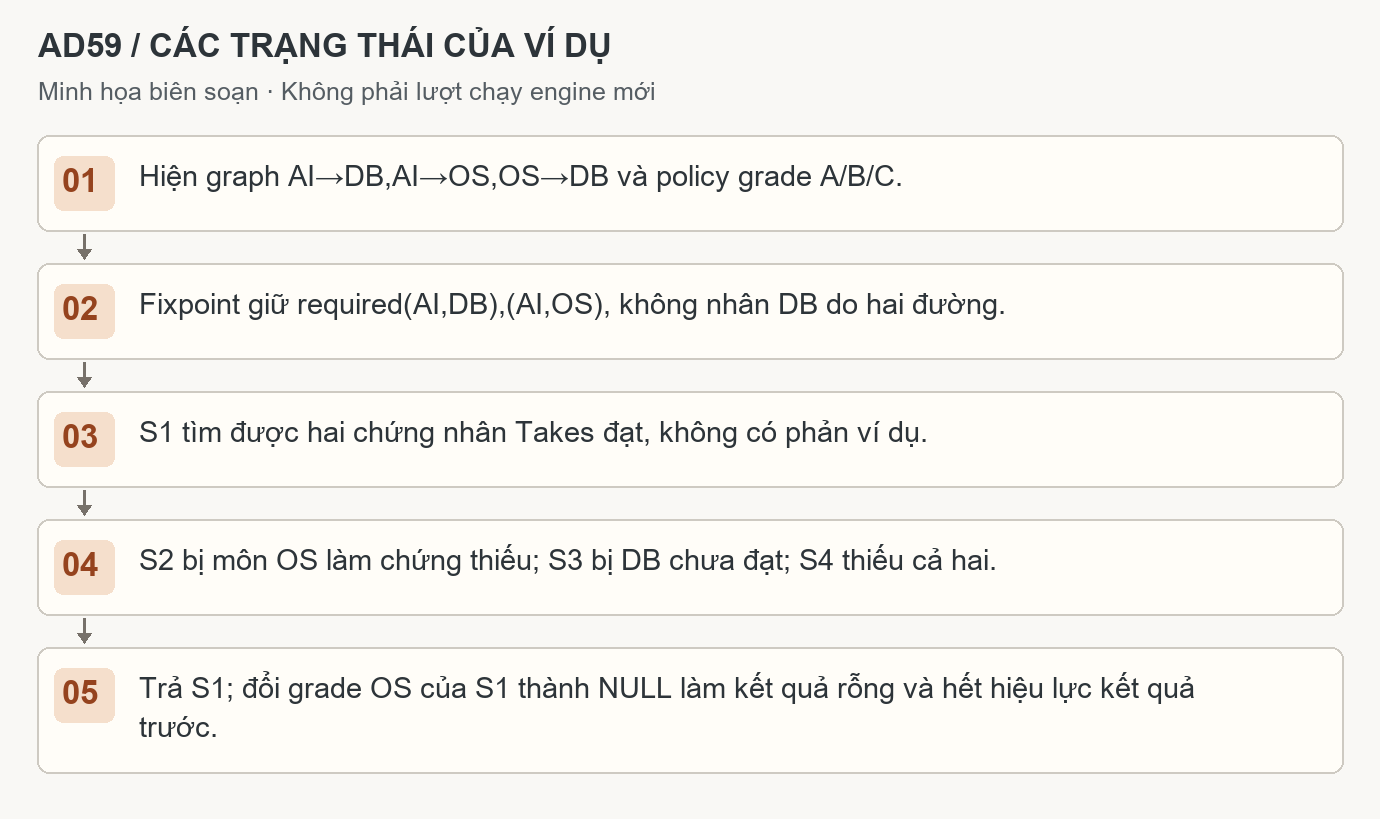 AD59 / CÁC TRẠNG THÁI CỦA VÍ DỤ
Minh họa biên soạn · Không phải lượt chạy engine mới
01
Hiện graph AI→DB,AI→OS,OS→DB và policy grade A/B/C.
02
Fixpoint giữ required(AI,DB),(AI,OS), không nhân DB do hai đường.
03
S1 tìm được hai chứng nhân Takes đạt, không có phản ví dụ.
04
S2 bị môn OS làm chứng thiếu; S3 bị DB chưa đạt; S4 thiếu cả hai.
05
Trả S1; đổi grade OS của S1 thành NULL làm kết quả rỗng và hết hiệu lực kết quả
trước.